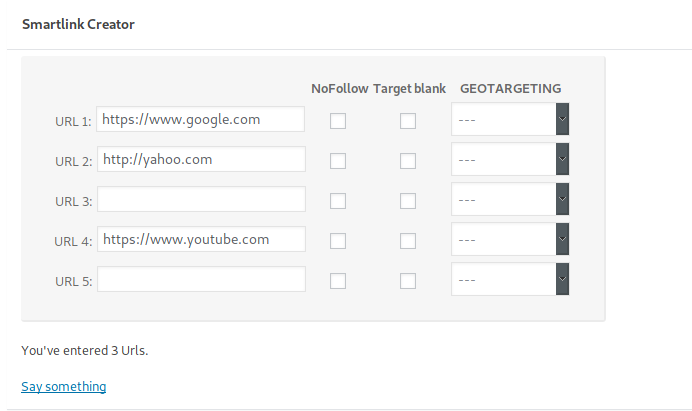 Smartlink Creator
NoFollow Target blank GEOTARGETING
URL 1: https://www.google.com ---
URL 2: http://yahoo.com ---
URL 3: ---
URL 4: https://www.youtube.com ---
URL 5: ---
You've entered 3 Urls.
Say something